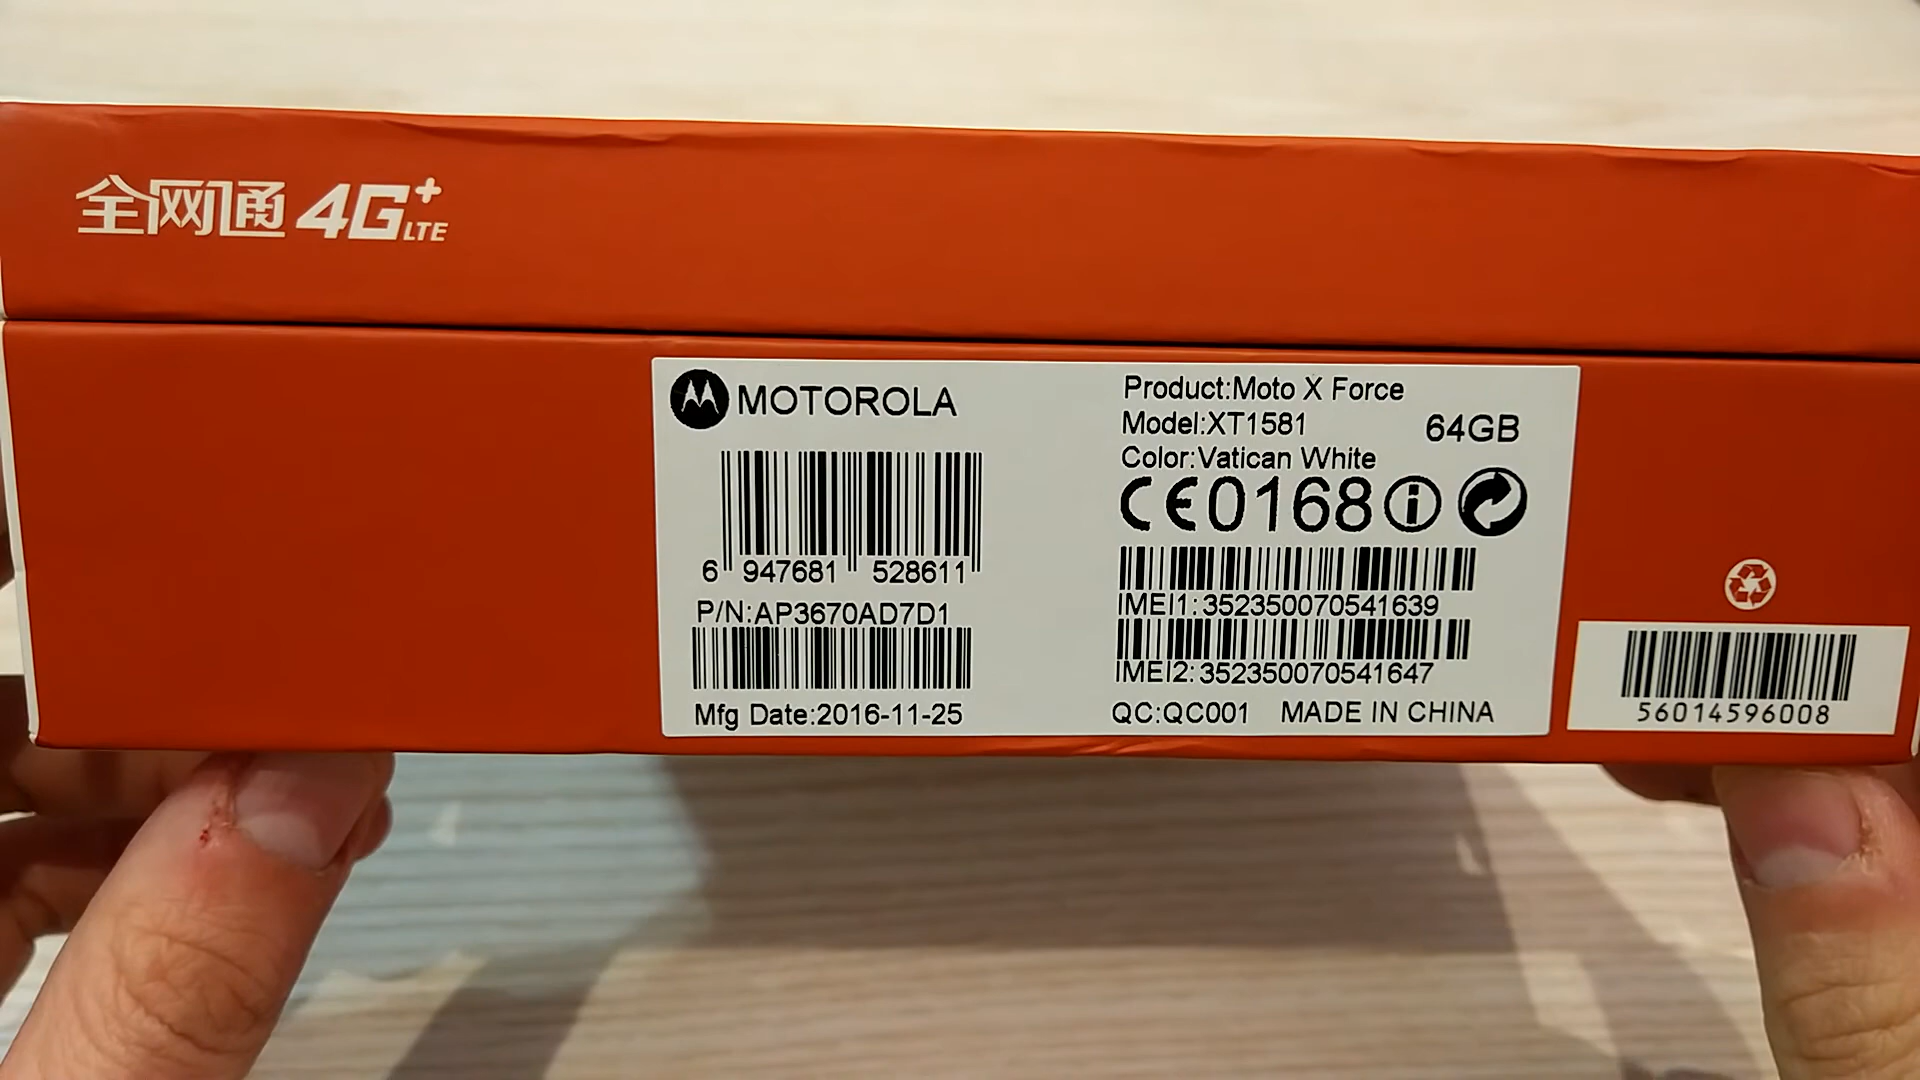 全网通 4G+ LTE
MOTOROLA
6 947681 528611
P/N:AP3670AD7D1
Mfg Date:2016-11-25
Product:Moto X Force
Model:XT1581
64GB
Color:Vatican White
CE0168
IMEI1:352350070541639
IMEI2:352350070541647
QC:QC001 MADE IN CHINA
56014596008